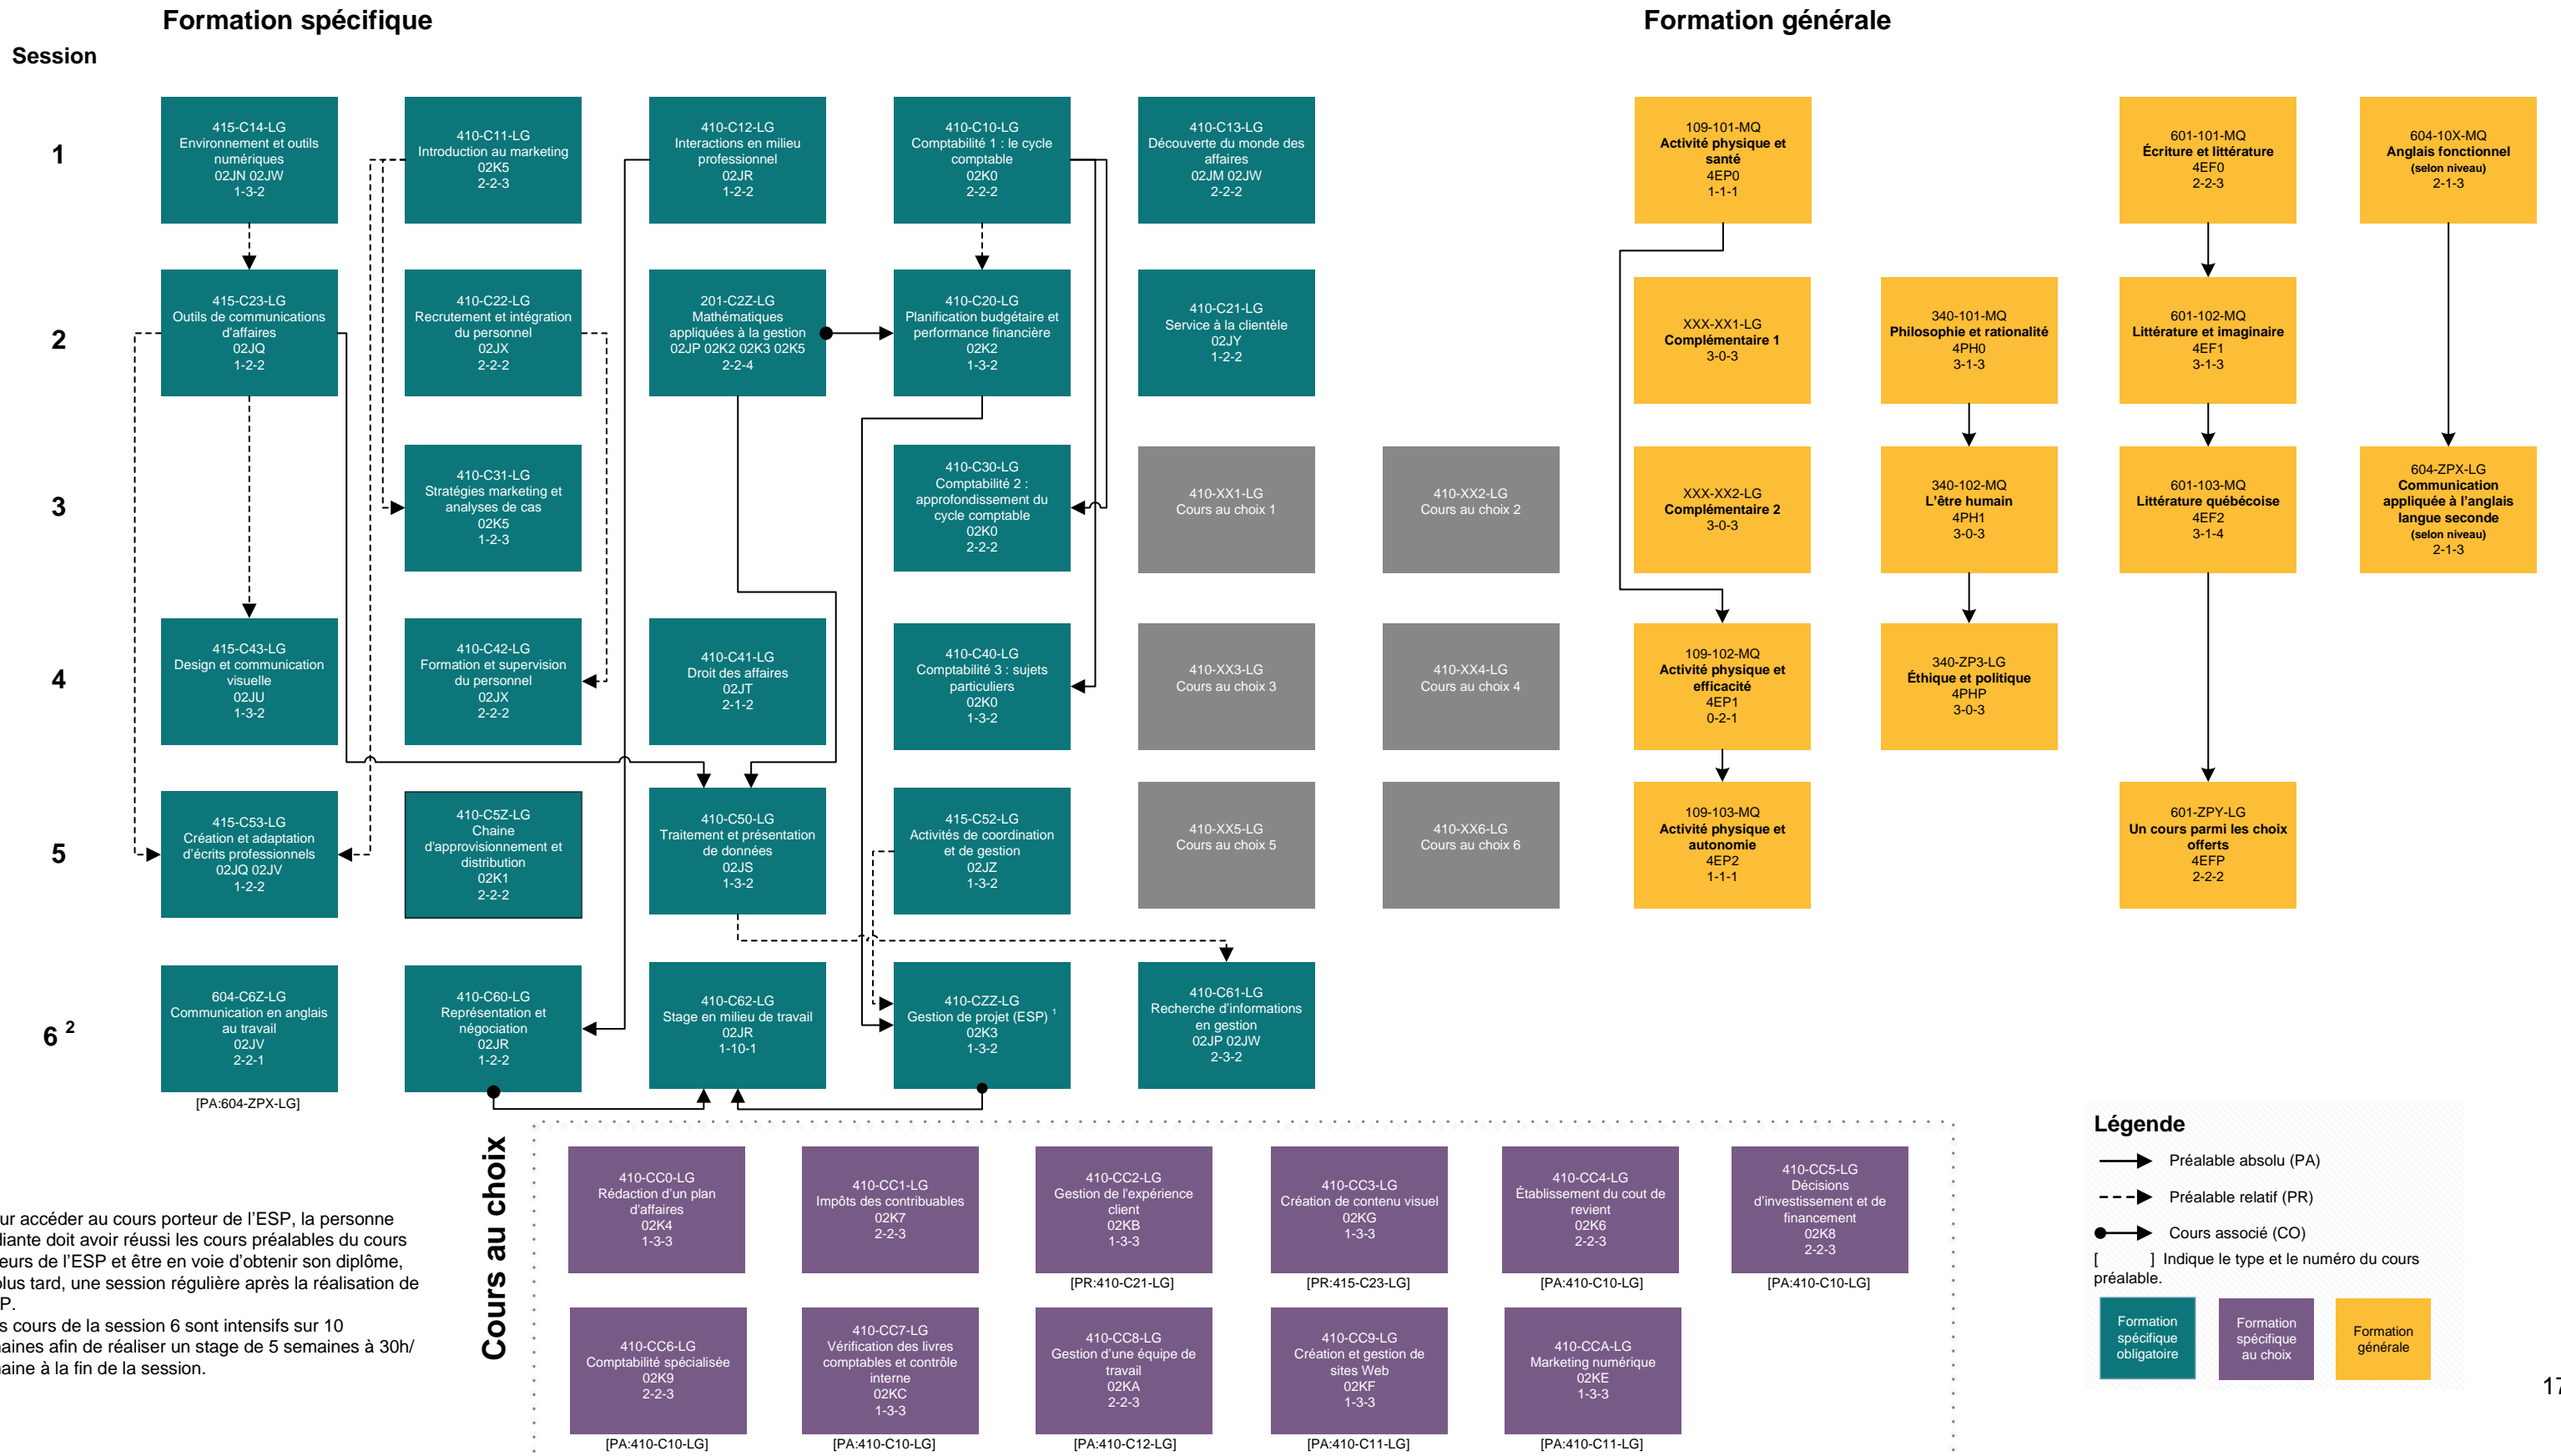 Formation spécifique
Formation générale
Session
1
415-C14-LG
Environnement et outils
numériques
02JN 02JW
1-3-2
410-C11-LG
Introduction au marketing
02K5
2-2-3
410-C12-LG
Interactions en milieu
professionnel
02JR
1-2-2
410-C10-LG
Comptabilité 1 : le cycle
comptable
02K0
2-2-2
410-C13-LG
Découverte du monde des
affaires
02JM 02JW
2-2-2
109-101-MQ
Activité physique et
santé
4EP0
1-1-1
601-101-MQ
Écriture et littérature
4EF0
2-2-3
604-10X-MQ
Anglais fonctionnel
(selon niveau)
2-1-3
2
415-C23-LG
Outils de communications
d'affaires
02JQ
1-2-2
410-C22-LG
Recrutement et intégration
du personnel
02JX
2-2-2
201-C2Z-LG
Mathématiques
appliquées à la gestion
02JP 02K2 02K3 02K5
2-2-4
410-C20-LG
Planification budgétaire et
performance financière
02K2
1-3-2
410-C21-LG
Service à la clientèle
02JY
1-2-2
XXX-XX1-LG
Complémentaire 1
3-0-3
340-101-MQ
Philosophie et rationalité
4PH0
3-1-3
601-102-MQ
Littérature et imaginaire
4EF1
3-1-3
3
410-C31-LG
Stratégies marketing et
analyses de cas
02K5
1-2-3
410-C30-LG
Comptabilité 2 :
approfondissement du
cycle comptable
02K0
2-2-2
410-XX1-LG
Cours au choix 1
410-XX2-LG
Cours au choix 2
XXX-XX2-LG
Complémentaire 2
3-0-3
340-102-MQ
L'être humain
4PH1
3-0-3
601-103-MQ
Littérature québécoise
4EF2
3-1-4
604-ZPX-LG
Communication
appliquée à l'anglais
langue seconde
(selon niveau)
2-1-3
4
415-C43-LG
Design et communication
visuelle
02JU
1-3-2
410-C42-LG
Formation et supervision
du personnel
02JX
2-2-2
410-C41-LG
Droit des affaires
02JT
2-1-2
410-C40-LG
Comptabilité 3 : sujets
particuliers
02K0
1-3-2
410-XX3-LG
Cours au choix 3
410-XX4-LG
Cours au choix 4
109-102-MQ
Activité physique et
efficacité
4EP1
0-2-1
340-ZP3-LG
Éthique et politique
4PHP
3-0-3
5
415-C53-LG
Création et adaptation
d'écrits professionnels
02JQ 02JV
1-2-2
410-C5Z-LG
Chaine
d'approvisionnement et
distribution
02K1
2-2-2
410-C50-LG
Traitement et présentation
de données
02JS
1-3-2
415-C52-LG
Activités de coordination
et de gestion
02JZ
1-3-2
410-XX5-LG
Cours au choix 5
410-XX6-LG
Cours au choix 6
109-103-MQ
Activité physique et
autonomie
4EP2
1-1-1
601-ZPY-LG
Un cours parmi les choix
offerts
4EFP
2-2-2
6 2
604-C6Z-LG
Communication en anglais
au travail
02JV
2-2-1
[PA:604-ZPX-LG]
410-C60-LG
Représentation et
négociation
02JR
1-2-2
410-C62-LG
Stage en milieu de travail
02JR
1-10-1
410-CZZ-LG
Gestion de projet (ESP) 1
02K3
1-3-2
410-C61-LG
Recherche d'informations
en gestion
02JP 02JW
2-3-2
Cours au choix
410-CC0-LG
Rédaction d'un plan
d'affaires
02K4
1-3-3
410-CC1-LG
Impôts des contribuables
02K7
2-2-3
410-CC2-LG
Gestion de l'expérience
client
02KB
1-3-3
[PR:410-C21-LG]
410-CC3-LG
Création de contenu visuel
02KG
1-3-3
[PR:415-C23-LG]
410-CC4-LG
Établissement du cout de
revient
02K6
2-2-3
[PA:410-C10-LG]
410-CC5-LG
Décisions
d'investissement et de
financement
02K8
2-2-3
[PA:410-C10-LG]
410-CC6-LG
Comptabilité spécialisée
02K9
2-2-3
[PA:410-C10-LG]
410-CC7-LG
Vérification des livres
comptables et contrôle
interne
02KC
1-3-3
[PA:410-C10-LG]
410-CC8-LG
Gestion d'une équipe de
travail
02KA
2-2-3
[PA:410-C12-LG]
410-CC9-LG
Création et gestion de
sites Web
02KF
1-3-3
[PA:410-C11-LG]
410-CCA-LG
Marketing numérique
02KE
1-3-3
[PA:410-C11-LG]
ur accéder au cours porteur de l'ESP, la personne
diante doit avoir réussi les cours préalables du cours
eurs de l'ESP et être en voie d'obtenir son diplôme,
plus tard, une session régulière après la réalisation de
P.
s cours de la session 6 sont intensifs sur 10
maines afin de réaliser un stage de 5 semaines à 30h/
maine à la fin de la session.
Légende
Préalable absolu (PA)
Préalable relatif (PR)
Cours associé (CO)
[ ] Indique le type et le numéro du cours
préalable.
Formation
spécifique
obligatoire
Formation
spécifique
au choix
Formation
générale
17